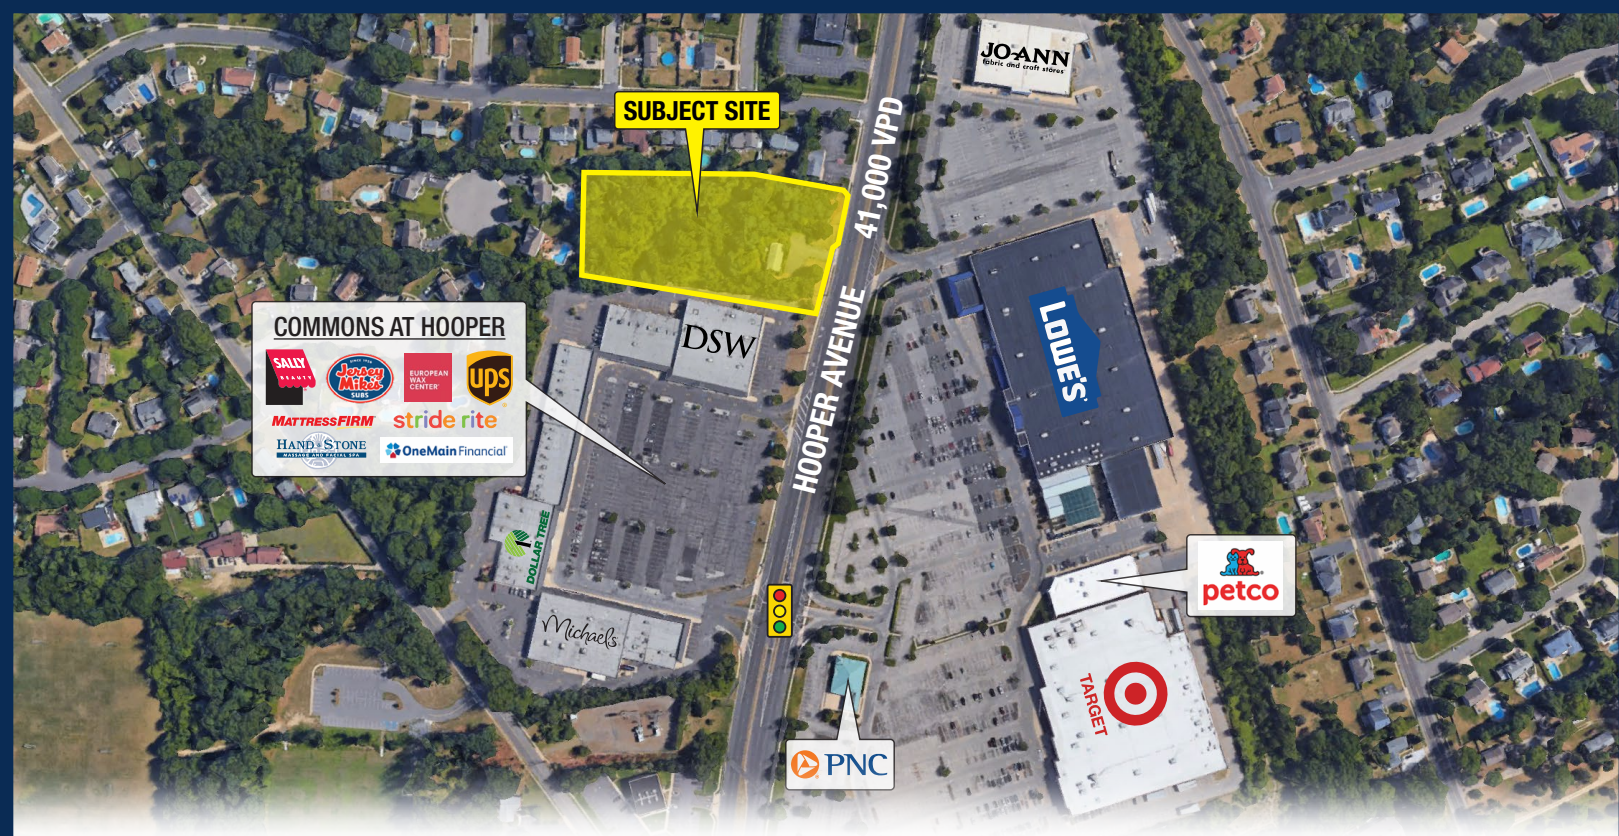 JO-ANN
fabric and craft stores
SUBJECT SITE
HOOPER AVENUE 41,000 VPD
COMMONS AT HOOPER
SALLY
BEAUTY
SINCE 1956
Jersey
Mike's
SUBS
EUROPEAN
WAX
CENTER
ups
MATTRESSFIRM
stride rite
HAND & STONE
MASSAGE AND FACIAL SPA
OneMain Financial
DSW
LOWE'S
DOLLAR TREE
Michaels
petco
TARGET
PNC